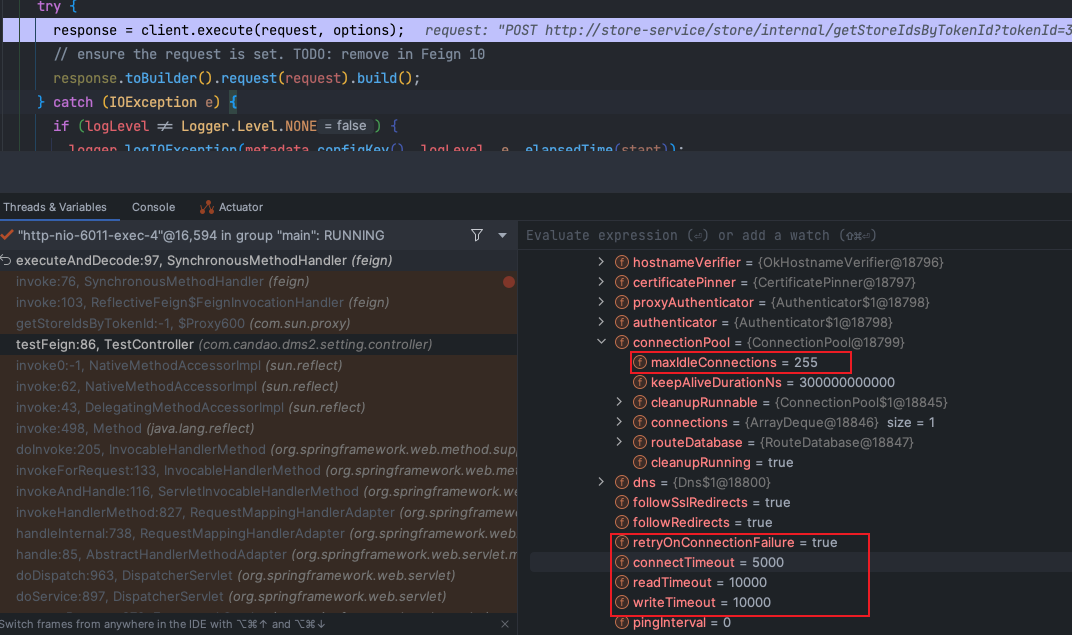 try {
response = client.execute(request, options);   request: "POST http://store-service/store/internal/getStoreIdsByTokenId?tokenId=3
// ensure the request is set. TODO: remove in Feign 10
response.toBuilder().request(request).build();
} catch (IOException e) {
if (logLevel ≠ Logger.Level.NONE = false ) {
logger.logIOException(metadata.configKey(), logLevel, e, elapsedTime(start));
Threads & Variables   Console   Actuator
"http-nio-6011-exec-4"@16,594 in group "main": RUNNING
executeAndDecode:97, SynchronousMethodHandler (feign)
invoke:76, SynchronousMethodHandler (feign)
invoke:103, ReflectiveFeign$FeignInvocationHandler (feign)
getStoreIdsByTokenId:-1, $Proxy600 (com.sun.proxy)
testFeign:86, TestController (com.candao.dms2.setting.controller)
invoke0:-1, NativeMethodAccessorImpl (sun.reflect)
invoke:62, NativeMethodAccessorImpl (sun.reflect)
invoke:43, DelegatingMethodAccessorImpl (sun.reflect)
invoke:498, Method (java.lang.reflect)
doInvoke:205, InvocableHandlerMethod (org.springframework.web.method.sup
invokeForRequest:133, InvocableHandlerMethod (org.springframework.web.me
invokeAndHandle:116, ServletInvocableHandlerMethod (org.springframework.we
invokeHandlerMethod:827, RequestMappingHandlerAdapter (org.springframew
handleInternal:738, RequestMappingHandlerAdapter (org.springframework.web
handle:85, AbstractHandlerMethodAdapter (org.springframework.web.servlet.m
doDispatch:963, DispatcherServlet (org.springframework.web.servlet)
doService:897, DispatcherServlet (org.springframework.web.servlet)
Switch frames from anywhere in the IDE with ⌥⌘↑ and ⌥⌘↓
Evaluate expression (⏎) or add a watch (⇧⌘⏎)
hostnameVerifier = {OkHostnameVerifier@18796}
certificatePinner = {CertificatePinner@18797}
proxyAuthenticator = {Authenticator$1@18798}
authenticator = {Authenticator$1@18798}
connectionPool = {ConnectionPool@18799}
maxIdleConnections = 255
keepAliveDurationNs = 300000000000
cleanupRunnable = {ConnectionPool$1@18845}
connections = {ArrayDeque@18846} size = 1
routeDatabase = {RouteDatabase@18847}
cleanupRunning = true
dns = {Dns$1@18800}
followSslRedirects = true
followRedirects = true
retryOnConnectionFailure = true
connectTimeout = 5000
readTimeout = 10000
writeTimeout = 10000
pingInterval = 0